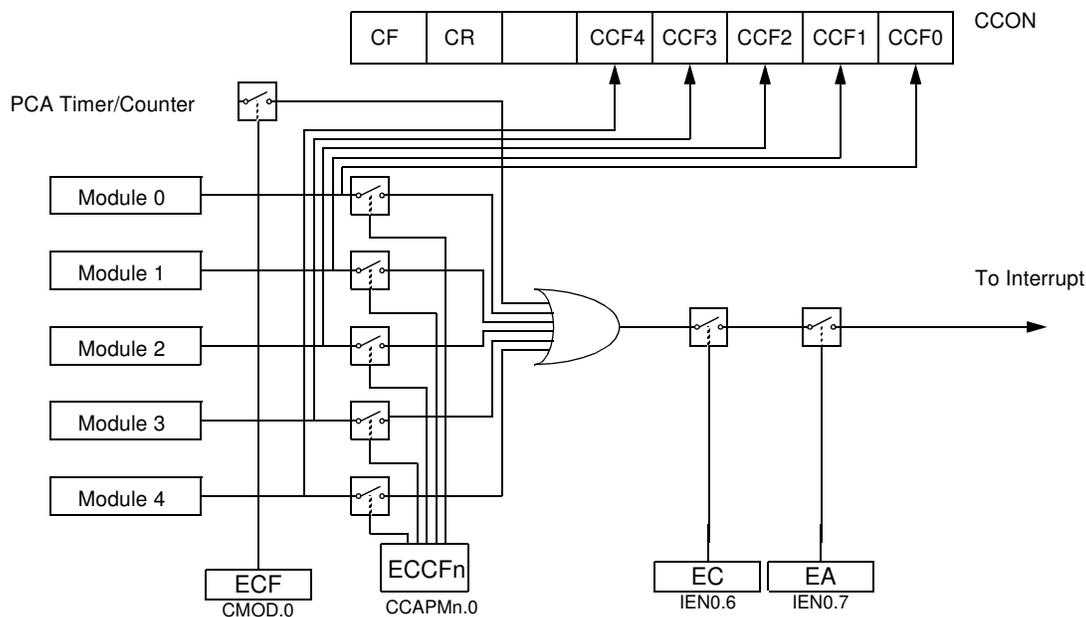 CCON
CF CR CCF4 CCF3 CCF2 CCF1 CCF0
PCA Timer/Counter
Module 0
Module 1
To Interrupt
Module 2
Module 3
Module 4
ECF
CMOD.0
ECCFn
CCAPMn.0
EC
IEN0.6
EA
IEN0.7